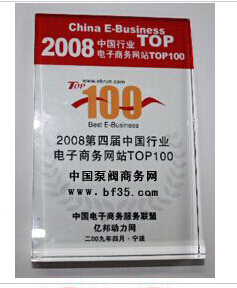 China E-Business TOP
2008 中国行业
电子商务网站TOP100
www.ebrun.com
TOP
100
Best E-Business
2008第四届中国行业
电子商务网站TOP100
中国泵阀商务网
www.bf35.com
中国电子商务服务联盟
亿邦动力网
二00九年四月·宁波